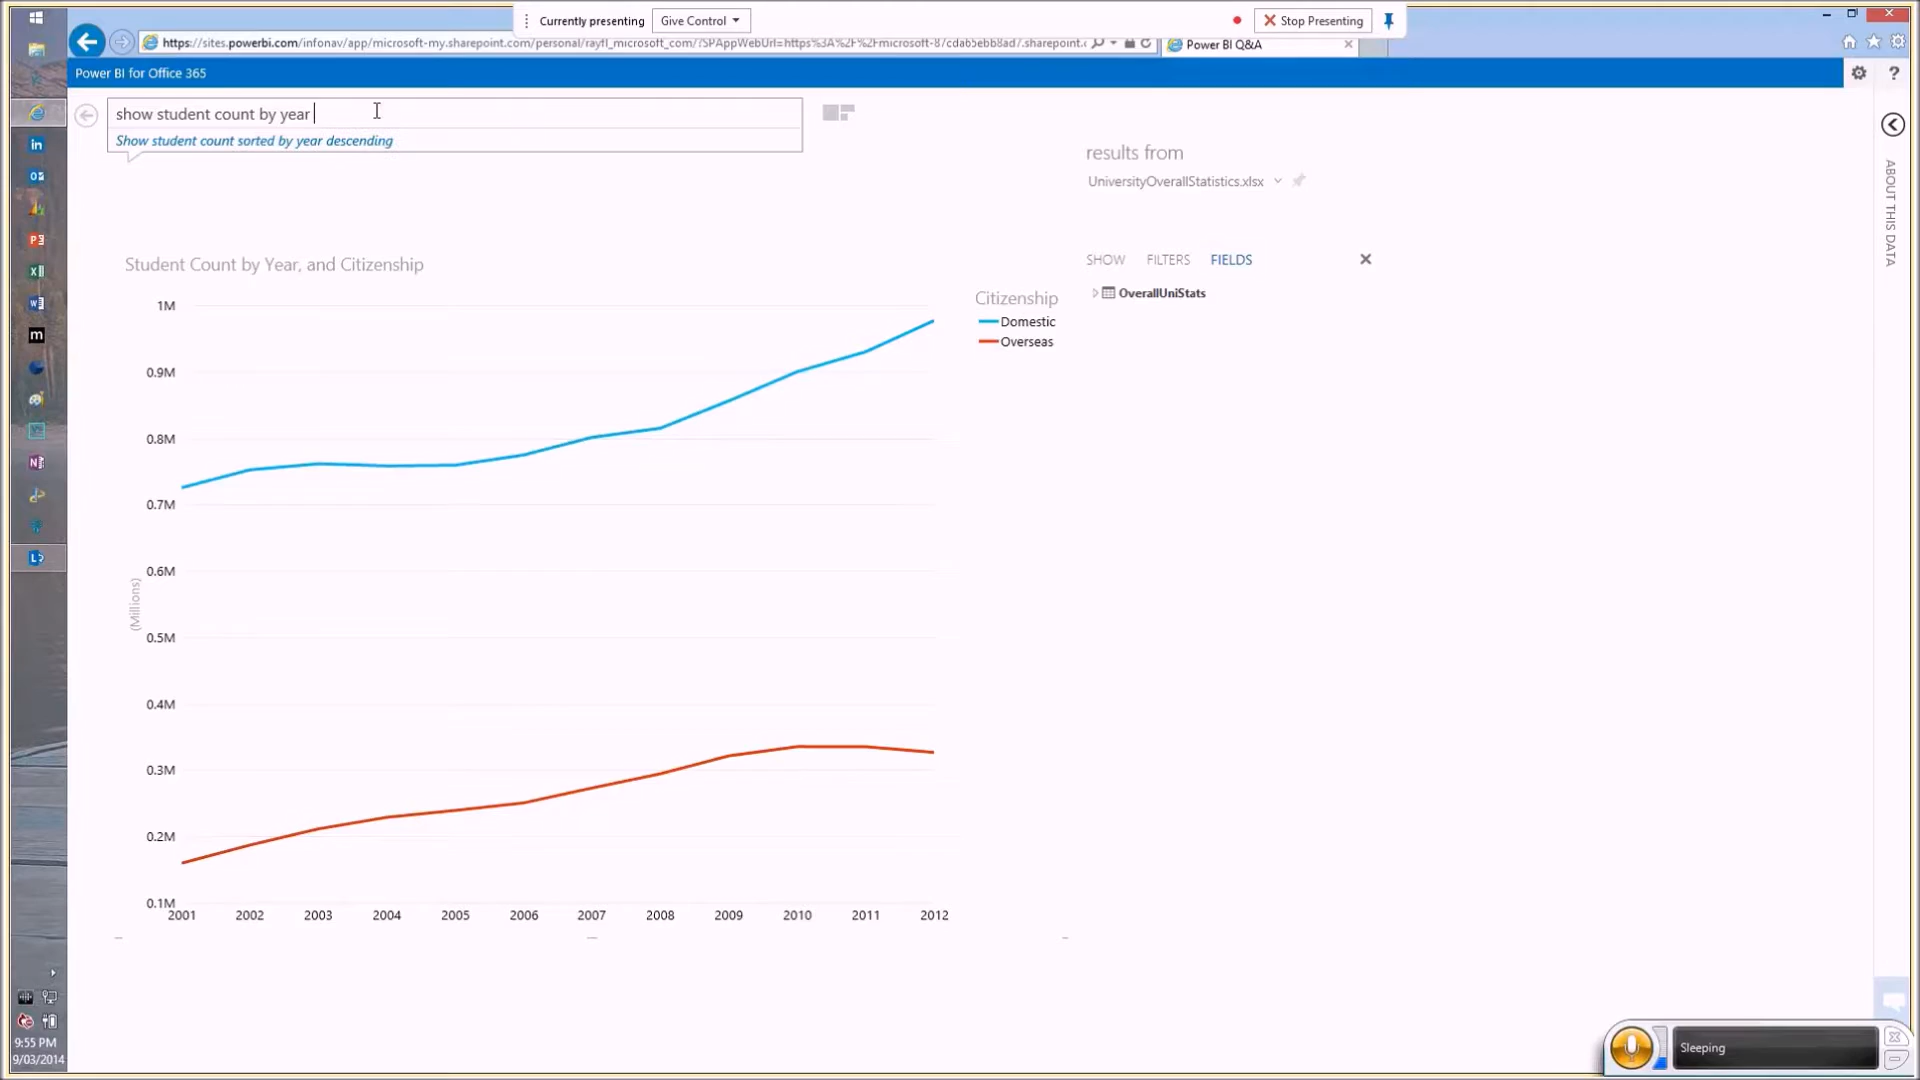 Currently presenting
Give Control
Stop Presenting
https://sites.powerbi.com/infonav/app/microsoft-my.sharepoint.com/personal/rayfl_microsoft_com/?SPAppWebUrl=https%3A%2F%2Fmicrosoft-87cdab5ebb8ad7.sharepoint.c
Power BI Q&A
Power BI for Office 365
show student count by year
Show student count sorted by year descending
results from
UniversityOverallStatistics.xlsx
ABOUT THIS DATA
SHOW FILTERS FIELDS
OverallUniStats
Student Count by Year, and Citizenship
Citizenship
Domestic
Overseas
1M
0.9M
0.8M
0.7M
0.6M
(Millions)
0.5M
0.4M
0.3M
0.2M
0.1M
2001 2002 2003 2004 2005 2006 2007 2008 2009 2010 2011 2012
9:55 PM
9/03/2014
Sleeping